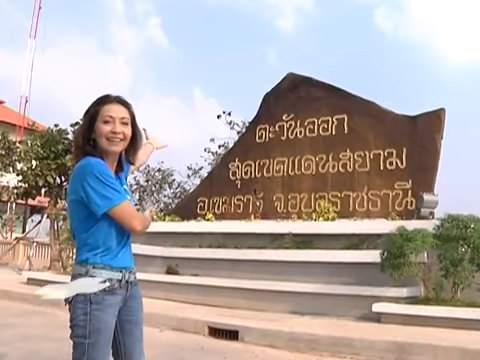 ตะวันออก
สุดเขตแดนสยาม
อ.เขมราฐ จ.อุบลราชธานี